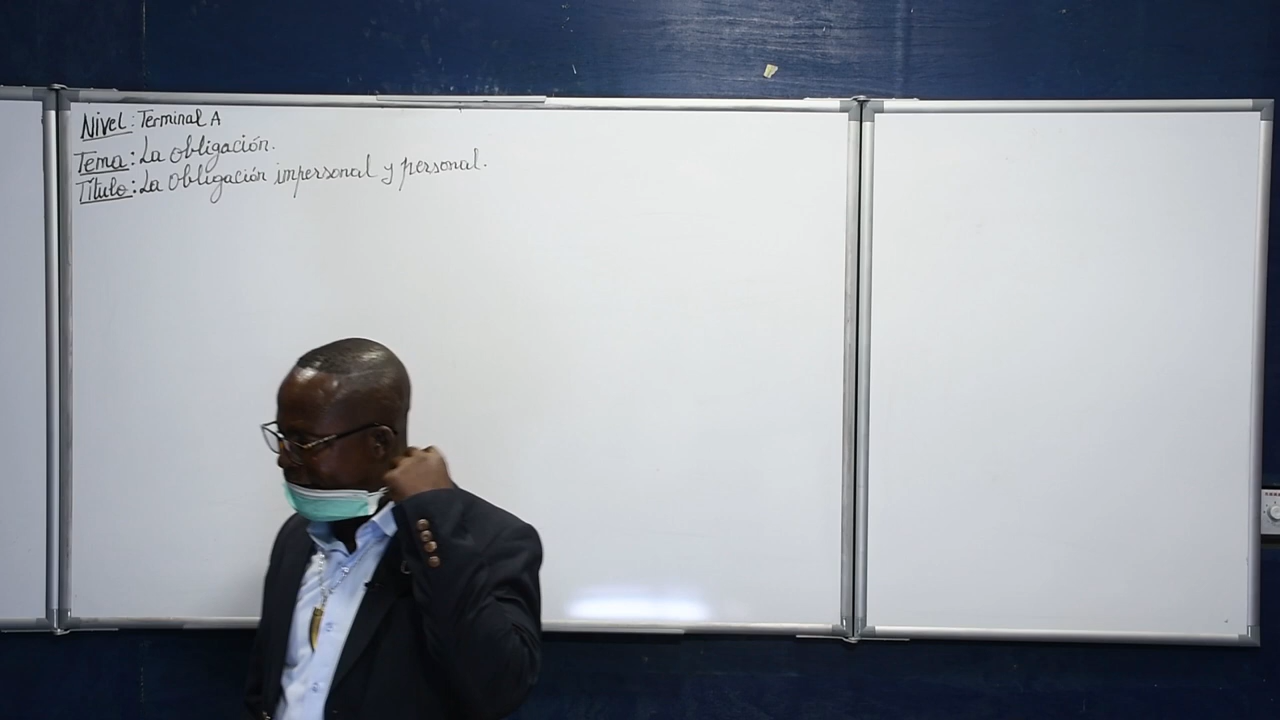 Nivel: Terminal A
Tema: La obligación.
Título: La obligación impersonal y personal.